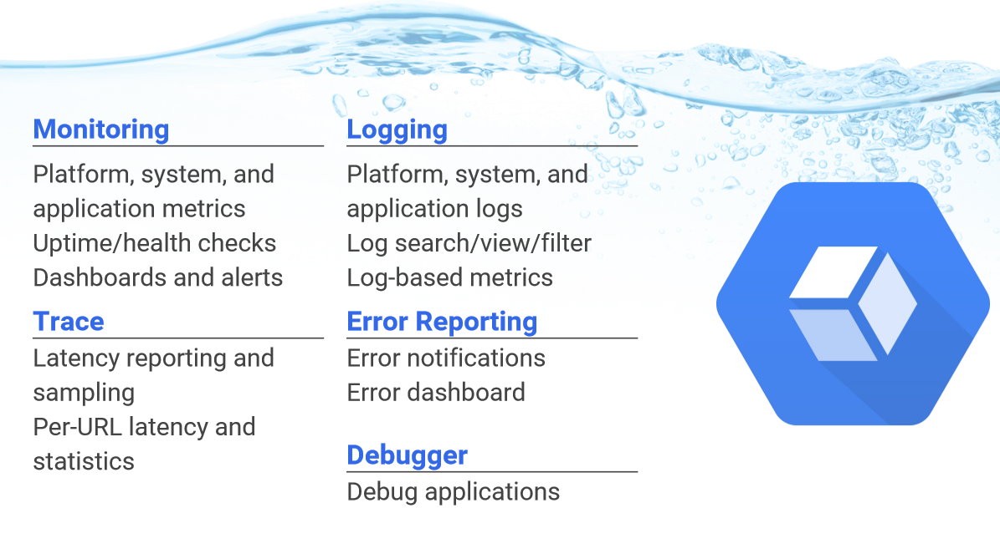 Monitoring
Platform, system, and
application metrics
Uptime/health checks
Dashboards and alerts
Trace
Latency reporting and
sampling
Per-URL latency and
statistics
Logging
Platform, system, and
application logs
Log search/view/filter
Log-based metrics
Error Reporting
Error notifications
Error dashboard
Debugger
Debug applications